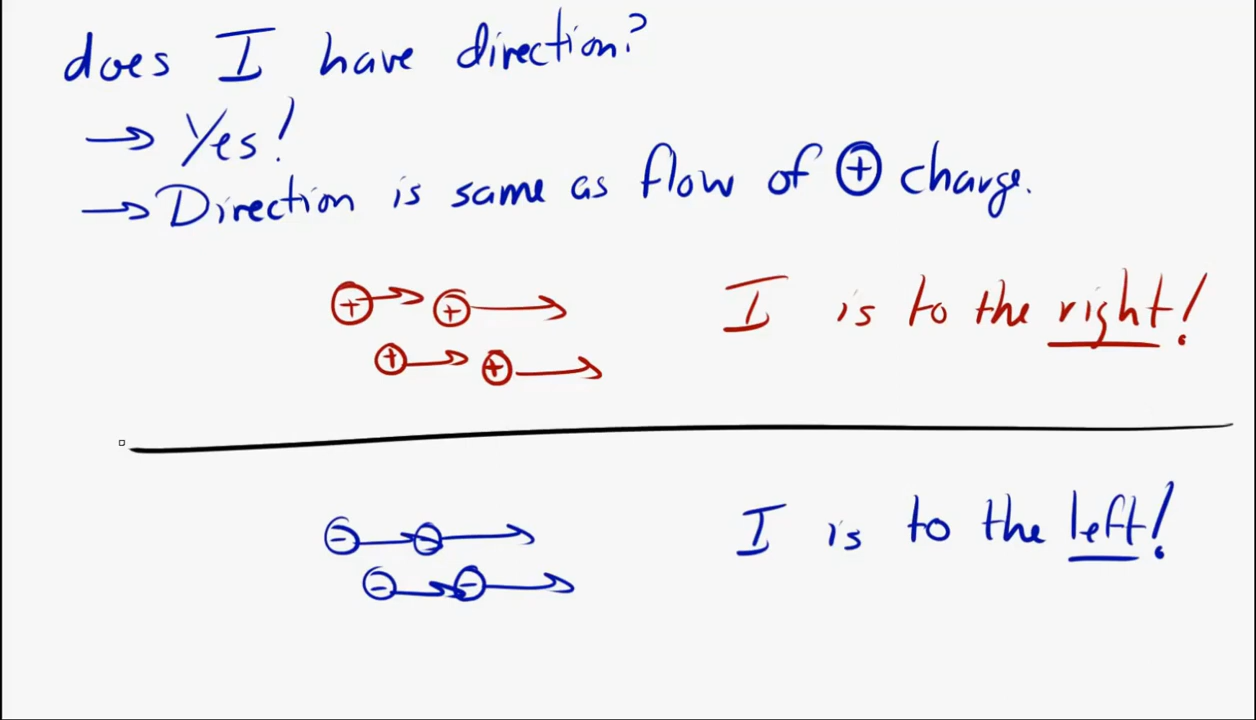 does I have direction?
→ Yes!
→ Direction is same as flow of ⊕ charge.
⊕→ ⊕→ I is to the right!
⊕→ ⊕→
⊖→ ⊖→ I is to the left!
⊖→ ⊖→